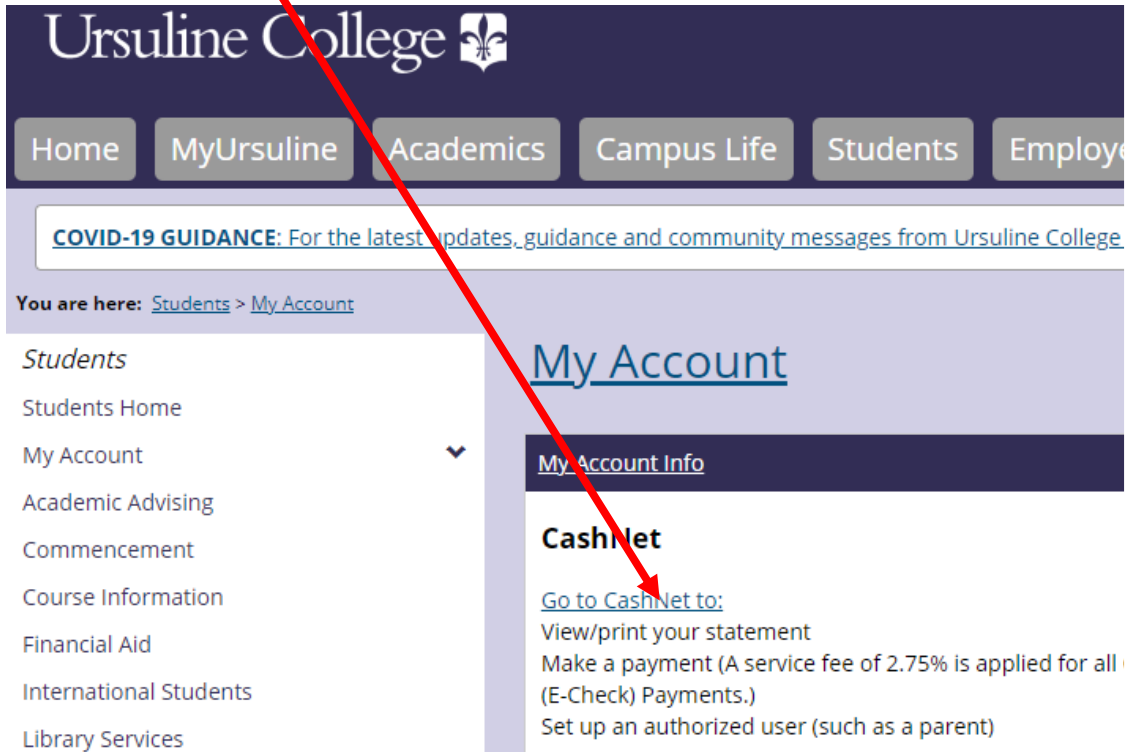 Ursuline College
Home MyUrsuline Academics Campus Life Students
COVID-19 GUIDANCE: For the latest updates, guidance and community messages from Ursuline College
You are here: Students > My Account
Students
Students Home
My Account
Academic Advising
Commencement
Course Information
Financial Aid
International Students
Library Services
My Account
My Account Info
CashNet
Go to CashNet to:
View/print your statement
Make a payment (A service fee of 2.75% is applied for all
(E-Check) Payments.)
Set up an authorized user (such as a parent)